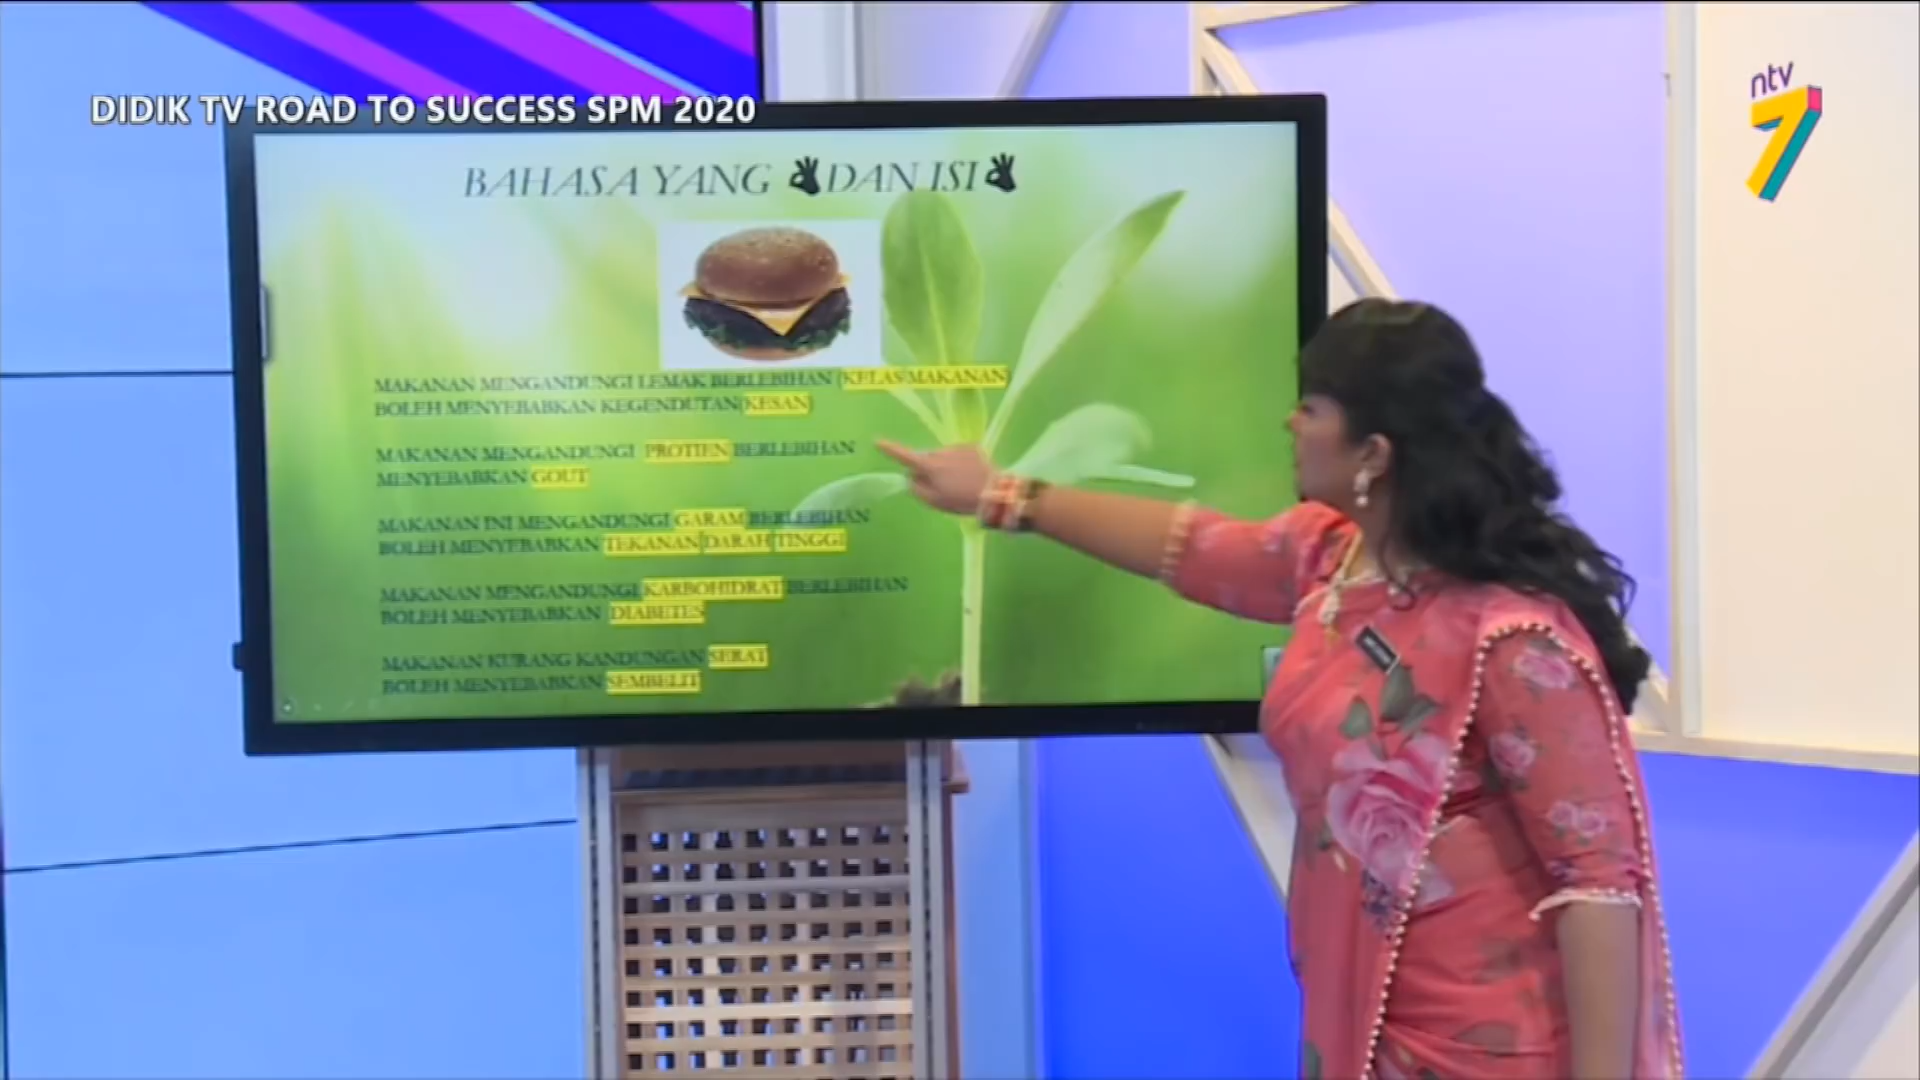 DIDIK TV ROAD TO SUCCESS SPM 2020
ntv
7
BAHASA YANG 👌 DAN ISI 👌
MAKANAN MENGANDUNGI LEMAK BERLEBIHAN (KELAS MAKANAN)
BOLEH MENYEBABKAN KEGENDUTAN(KESAN)
MAKANAN MENGANDUNGI PROTIEN BERLEBIHAN
MENYEBABKAN GOUT
MAKANAN INI MENGANDUNGI GARAM BERLEBIHAN
BOLEH MENYEBABKAN TEKANAN DARAH TINGGI
MAKANAN MENGANDUNGI KARBOHIDRAT BERLEBIHAN
BOLEH MENYEBABKAN DIABETES
MAKANAN KURANG KANDUNGAN SERAT
BOLEH MENYEBABKAN SEMBELIT